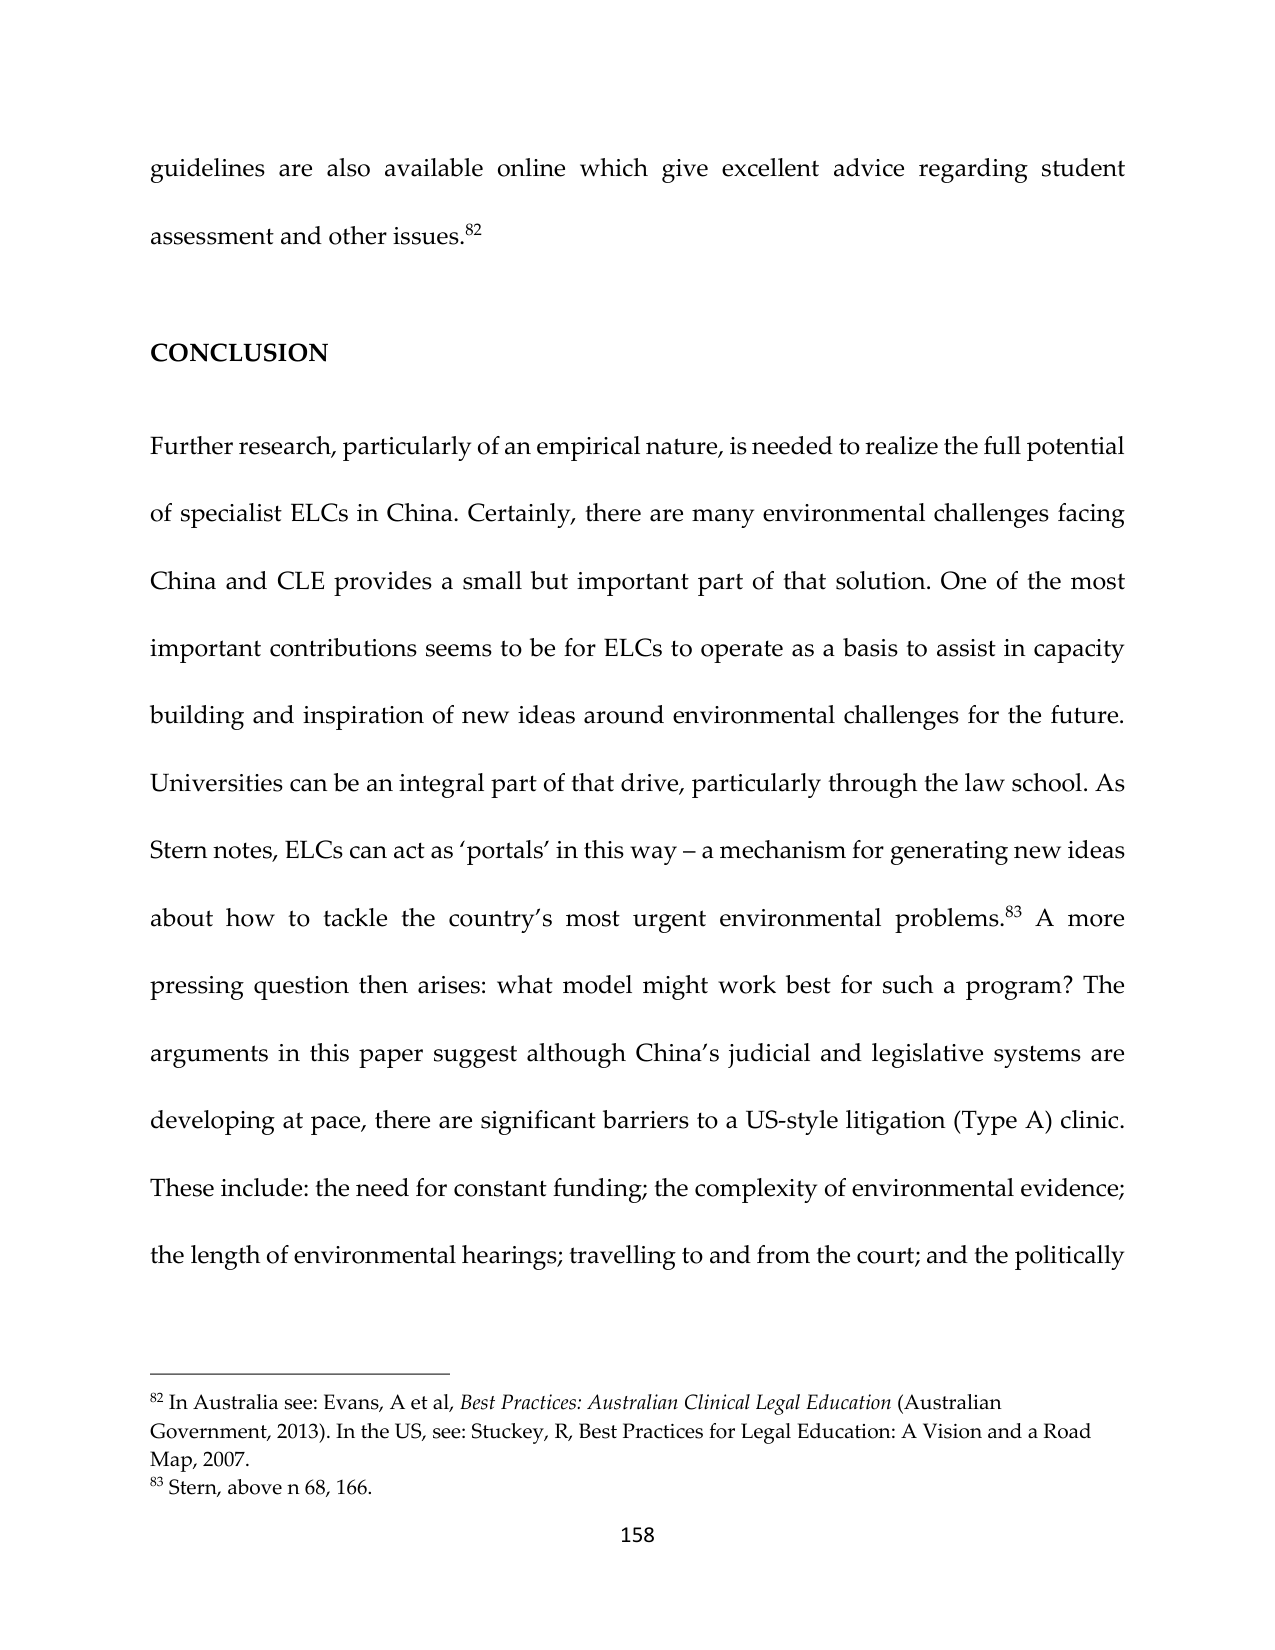 guidelines are also available online which give excellent advice regarding student
assessment and other issues.82
CONCLUSION
Further research, particularly of an empirical nature, is needed to realize the full potential
of specialist ELCs in China. Certainly, there are many environmental challenges facing
China and CLE provides a small but important part of that solution. One of the most
important contributions seems to be for ELCs to operate as a basis to assist in capacity
building and inspiration of new ideas around environmental challenges for the future.
Universities can be an integral part of that drive, particularly through the law school. As
Stern notes, ELCs can act as ‘portals’ in this way – a mechanism for generating new ideas
about how to tackle the country’s most urgent environmental problems.83 A more
pressing question then arises: what model might work best for such a program? The
arguments in this paper suggest although China’s judicial and legislative systems are
developing at pace, there are significant barriers to a US-style litigation (Type A) clinic.
These include: the need for constant funding; the complexity of environmental evidence;
the length of environmental hearings; travelling to and from the court; and the politically
82 In Australia see: Evans, A et al, Best Practices: Australian Clinical Legal Education (Australian
Government, 2013). In the US, see: Stuckey, R, Best Practices for Legal Education: A Vision and a Road
Map, 2007.
83 Stern, above n 68, 166.
158